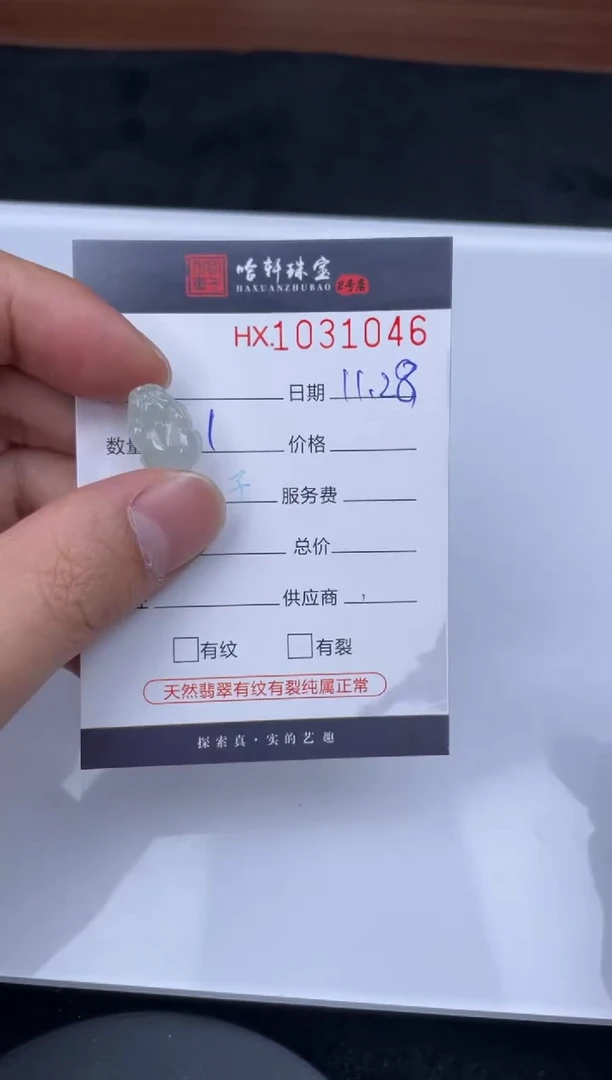 哈轩珠宝
HAXUANZHUBAO 2号店
HX.1031046
日期 11.28
数量 1 价格
子 服务费
总价
供应商
有纹 有裂
天然翡翠有纹有裂纯属正常
探索真·实的艺趣